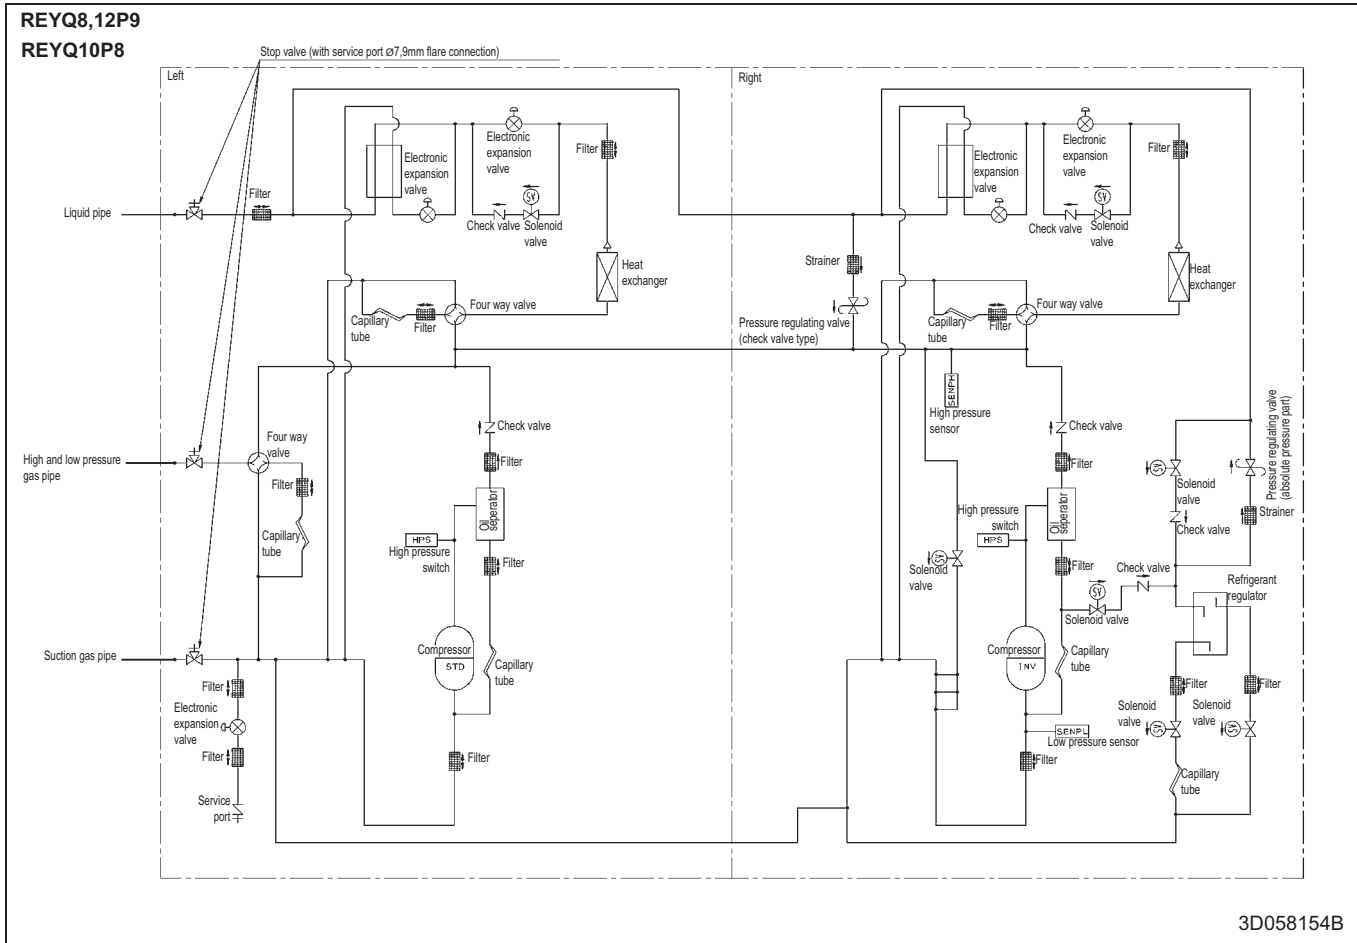 REYQ8,12P9
REYQ10P8
Stop valve (with service port Ø7,9mm flare connection)
Left
Right
Electronic
expansion
valve
Electronic
expansion
valve
Filter
Filter
Liquid pipe
Check valve
Solenoid
valve
Heat
exchanger
Four way valve
Capillary
tube
Filter
Electronic
expansion
valve
Electronic
expansion
valve
Filter
Check valve
Solenoid
valve
SV
SV
Strainer
Heat
exchanger
Pressure regulating valve
(check valve type)
Four way valve
Capillary
tube
Filter
SENPH
High pressure
sensor
Check valve
Check valve
High and low pressure
gas pipe
Four way
valve
Filter
Capillary
tube
Filter
Oil
seperator
HPS
High pressure
switch
Filter
Filter
Oil
seperator
High pressure
switch
HPS
Filter
SV
Solenoid
valve
SV
Solenoid
valve
Check valve
Pressure regulating valve
(absolute pressure part)
Strainer
Check valve
SV
Solenoid valve
Refrigerant
regulator
Suction gas pipe
Compressor
STD
Capillary
tube
Compressor
INV
Capillary
tube
Filter
Electronic
expansion
valve
Filter
Service
port
Filter
SENPL
Low pressure sensor
Filter
Filter
Filter
Solenoid
valve
SV
Solenoid
valve
SV
Capillary
tube
3D058154B